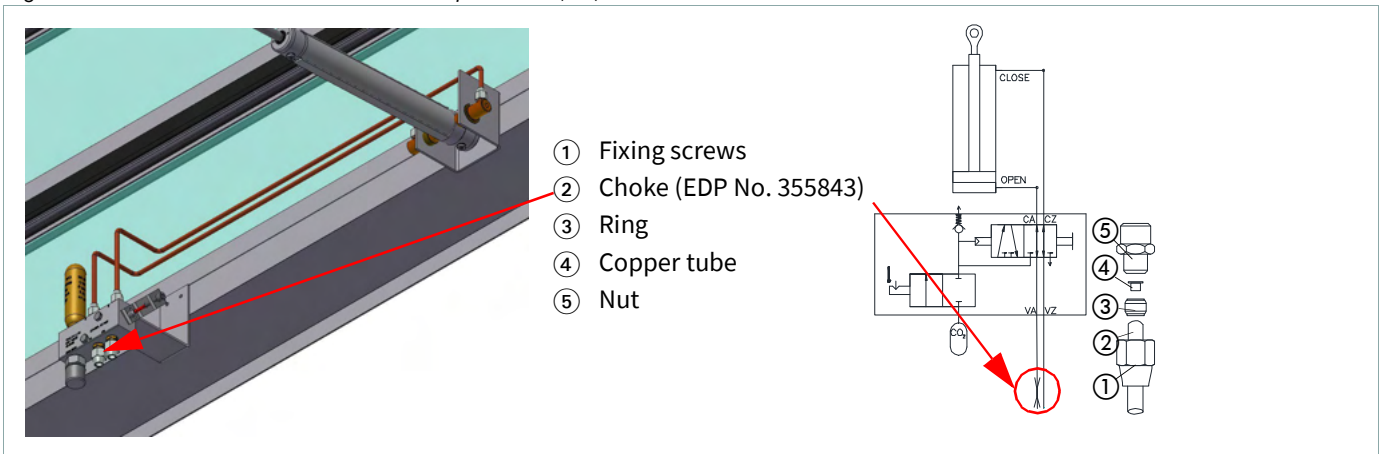 ① Fixing screws
② Choke (EDP No. 355843)
③ Ring
④ Copper tube
⑤ Nut
CLOSE
OPEN
CA CZ
VA VZ
CO₂
⑤
④
③
②
①